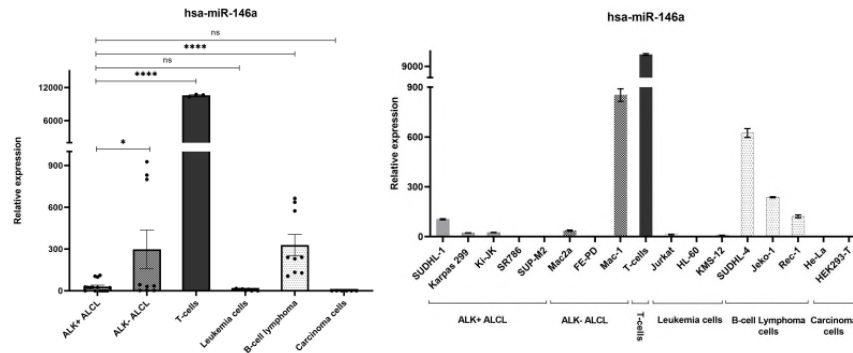 hsa-miR-146a
ns
****
ns
****
*
Relative expression
12000
6000
900
600
300
0
ALK+ ALCL
ALK- ALCL
T-cells
Leukemia cells
B-cell lymphoma
Carcinoma cells
hsa-miR-146a
Relative expression
9000
900
600
300
0
SUDHL-1
Karpas 299
Ki-JK
SR786
SUP-M2
Mac2a
FE-PD
Mac-1
T-cells
Jurkat
HL-60
KMS-12
SUDHL-4
Jeko-1
Rec-1
He-La
HEK293-T
ALK+ ALCL
ALK- ALCL
T-cells
Leukemia cells
B-cell Lymphoma
cells
Carcinoma
cells